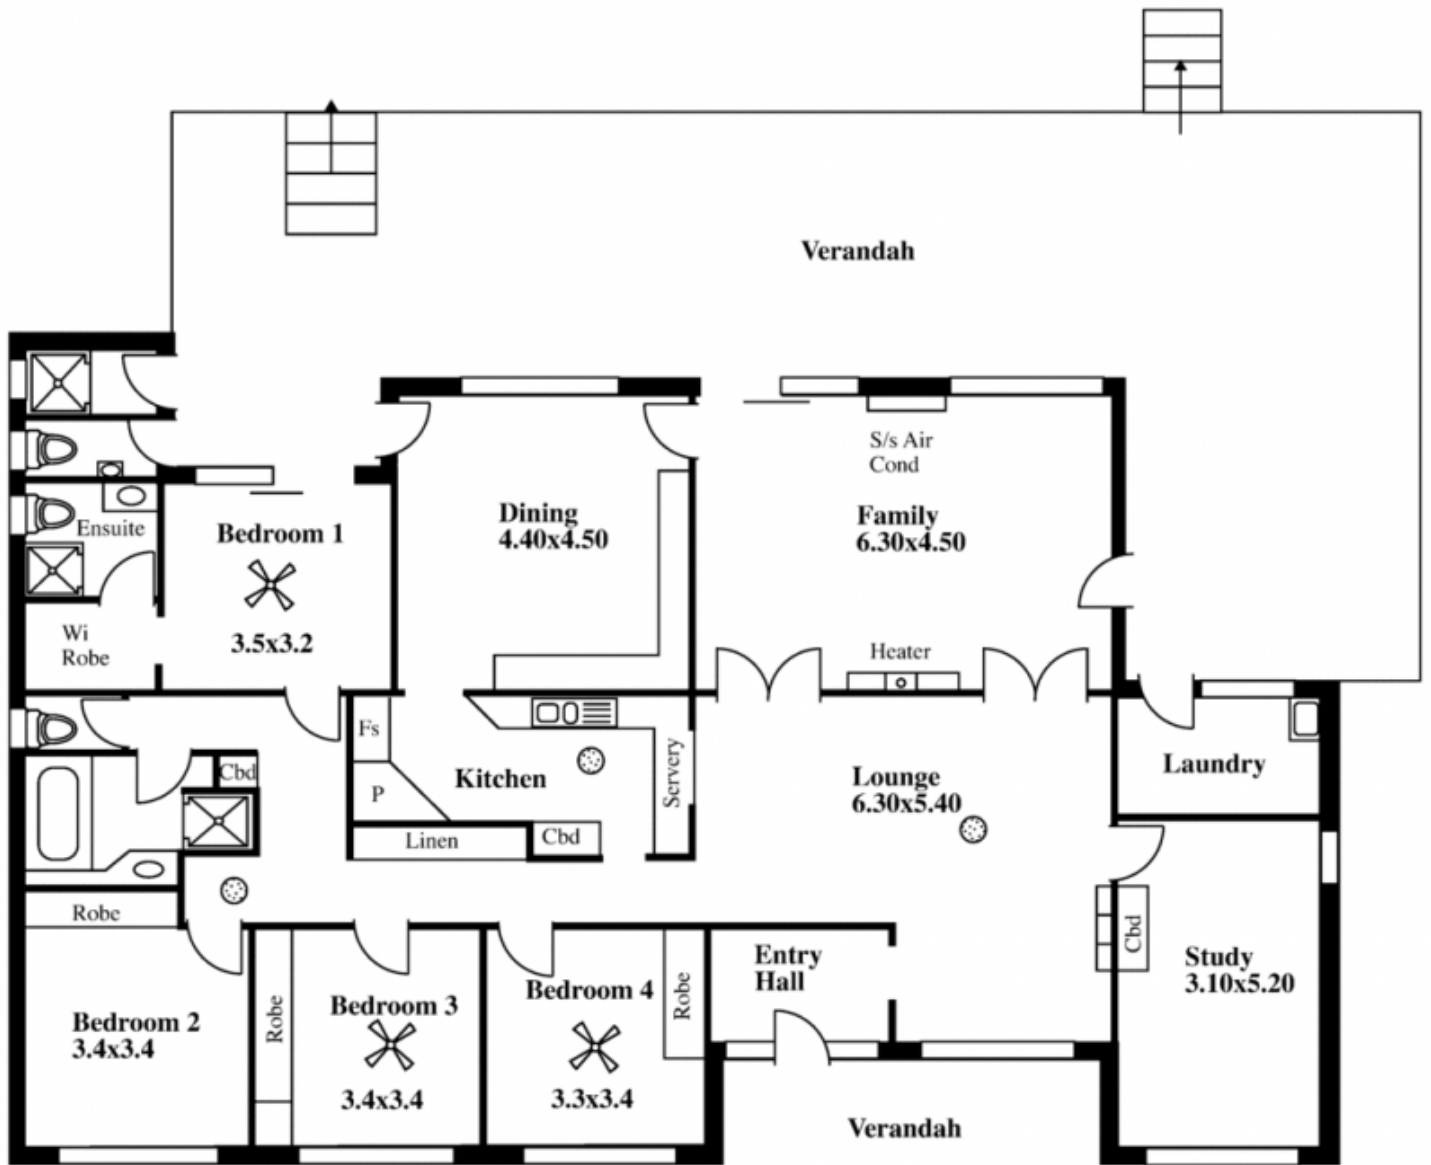 Verandah
S/s Air
Cond
Dining
4.40x4.50
Family
6.30x4.50
Ensuite
Bedroom 1
3.5x3.2
Wi
Robe
Heater
Fs
Kitchen
P
Servery
Lounge
6.30x5.40
Laundry
Cbd
Linen
Cbd
Robe
Cbd
Entry
Hall
Study
3.10x5.20
Bedroom 2
3.4x3.4
Robe
Bedroom 3
3.4x3.4
Bedroom 4
3.3x3.4
Robe
Verandah